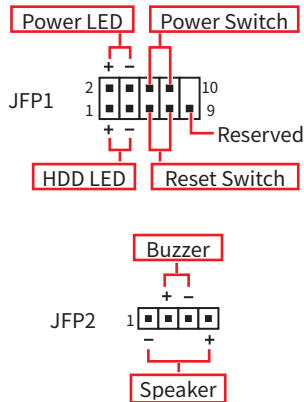 Power LED Power Switch
+ −
2 10
JFP1
1 9
+ −
Reserved
HDD LED Reset Switch
Buzzer
+ −
JFP2 1
− +
Speaker